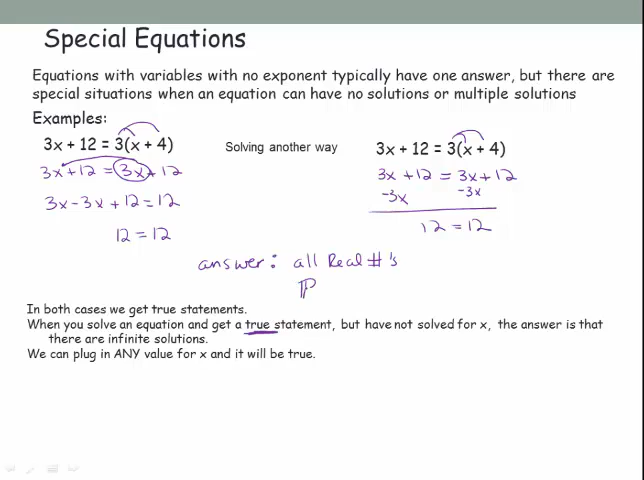 Special Equations
Equations with variables with no exponent typically have one answer, but there are
special situations when an equation can have no solutions or multiple solutions
Examples:
3x + 12 = 3(x + 4)
3x + 12 = 3x + 12
3x - 3x + 12 = 12
12 = 12
Solving another way
3x + 12 = 3(x + 4)
3x + 12 = 3x + 12
-3x -3x
12 = 12
answer: all Real #'s
In both cases we get true statements.
When you solve an equation and get a true statement, but have not solved for x, the answer is that
there are infinite solutions.
We can plug in ANY value for x and it will be true.